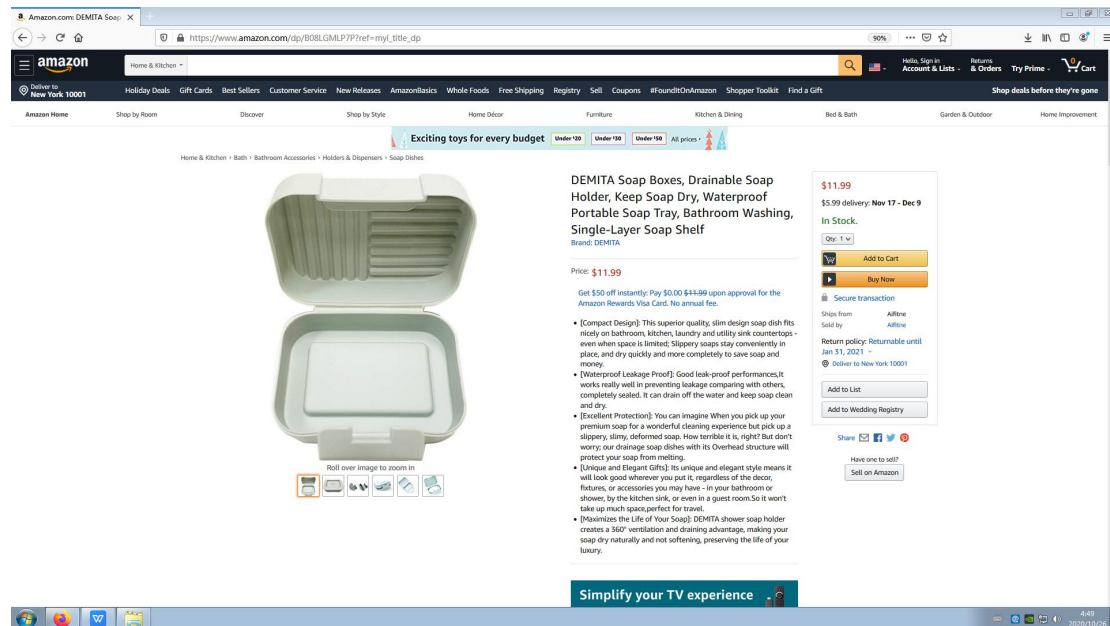 Amazon.com: DEMITA Soap
https://www.amazon.com/dp/B08LGMLP7P?ref=myl_title_dp
90%
amazon
Home & Kitchen
Hello, Sign in
Account & Lists
Returns
& Orders
Try Prime
0
Cart
Deliver to
New York 10001
Holiday Deals Gift Cards Best Sellers Customer Service New Releases AmazonBasics Whole Foods Free Shipping Registry Sell Coupons #FoundItOnAmazon Shopper Toolkit Find a Gift
Shop deals before they're gone
Amazon Home Shop by Room Discover Shop by Style Home Décor Furniture Kitchen & Dining Bed & Bath Garden & Outdoor Home Improvement
Exciting toys for every budget Under $20 Under $30 Under $50 All prices ›
Home & Kitchen › Bath › Bathroom Accessories › Holders & Dispensers › Soap Dishes
Roll over image to zoom in
DEMITA Soap Boxes, Drainable Soap
Holder, Keep Soap Dry, Waterproof
Portable Soap Tray, Bathroom Washing,
Single-Layer Soap Shelf
Brand: DEMITA
Price: $11.99
Get $50 off instantly: Pay $0.00 $11.99 upon approval for the
Amazon Rewards Visa Card. No annual fee.
• [Compact Design]: This superior quality, slim design soap dish fits
nicely on bathroom, kitchen, laundry and utility sink countertops -
even when space is limited; Slippery soaps stay conveniently in
place, and dry quickly and more completely to save soap and
money.
• [Waterproof Leakage Proof]: Good leak-proof performances,It
works really well in preventing leakage comparing with others,
completely sealed. It can drain off the water and keep soap clean
and dry.
• [Excellent Protection]: You can imagine When you pick up your
premium soap for a wonderful cleaning experience but pick up a
slippery, slimy, deformed soap. How terrible it is, right? But don't
worry; our drainage soap dishes with its Overhead structure will
protect your soap from melting.
• [Unique and Elegant Gifts]: Its unique and elegant style means it
will look good wherever you put it, regardless of the decor,
fixtures, or accessories you may have - in your bathroom or
shower, by the kitchen sink, or even in a guest room.So it won't
take up much space,perfect for travel.
• [Maximizes the Life of Your Soap]: DEMITA shower soap holder
creates a 360° ventilation and draining advantage, making your
soap dry naturally and not softening, preserving the life of your
luxury.
Simplify your TV experience
$11.99
$5.99 delivery: Nov 17 - Dec 9
In Stock.
Qty: 1
Add to Cart
Buy Now
Secure transaction
Ships from Aifitne
Sold by Aifitne
Return policy: Returnable until
Jan 31, 2021
Deliver to New York 10001
Add to List
Add to Wedding Registry
Share
Have one to sell?
Sell on Amazon
4:49
2020/10/26